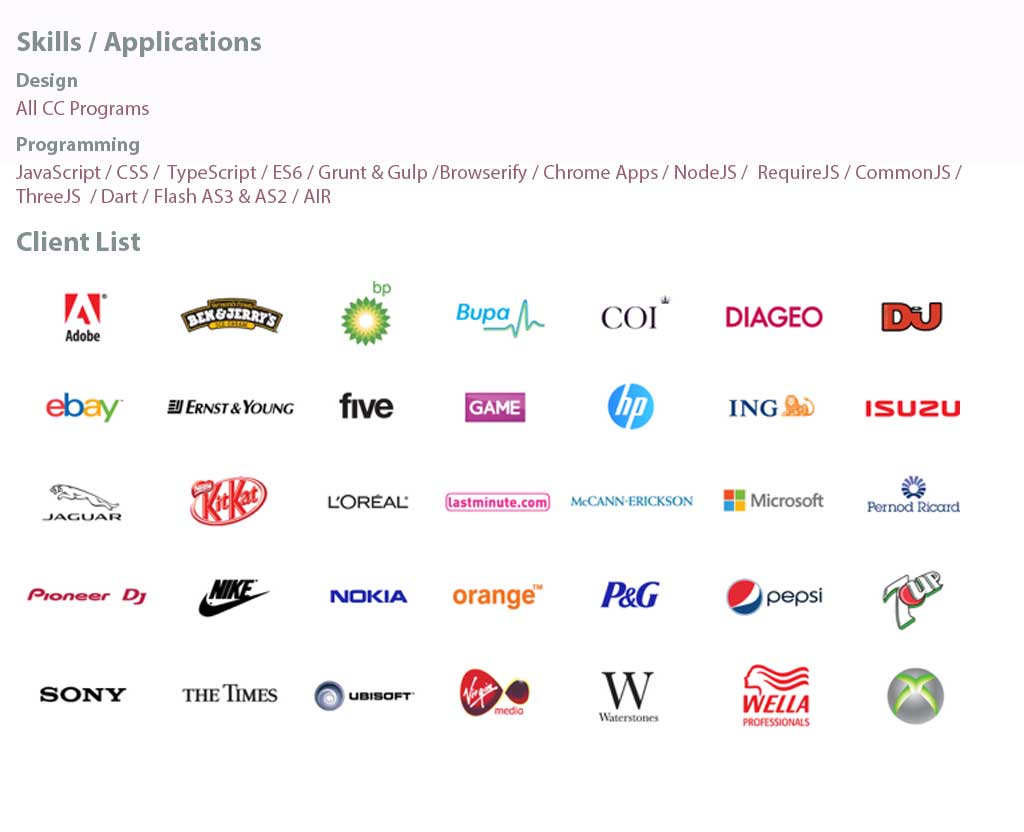 Skills / Applications
Design
All CC Programs
Programming
JavaScript / CSS /  TypeScript / ES6 / Grunt & Gulp /Browserify / Chrome Apps / NodeJS /  RequireJS / CommonJS /
ThreeJS  / Dart / Flash AS3 & AS2 / AIR
Client List
Adobe
BEN & JERRY'S
ICE CREAM
bp
Bupa
COI
DIAGEO
DJ
ebay
ERNST & YOUNG
five
GAME
hp
ING
ISUZU
JAGUAR
Nestlé
KitKat
L'ORÉAL
lastminute.com
McCANN·ERICKSON
Microsoft
Pernod Ricard
Pioneer Dj
NIKE
NOKIA
orange™
P&G
pepsi
7UP
SONY
THE TIMES
UBISOFT
Virgin
media
W
Waterstones
WELLA
PROFESSIONALS